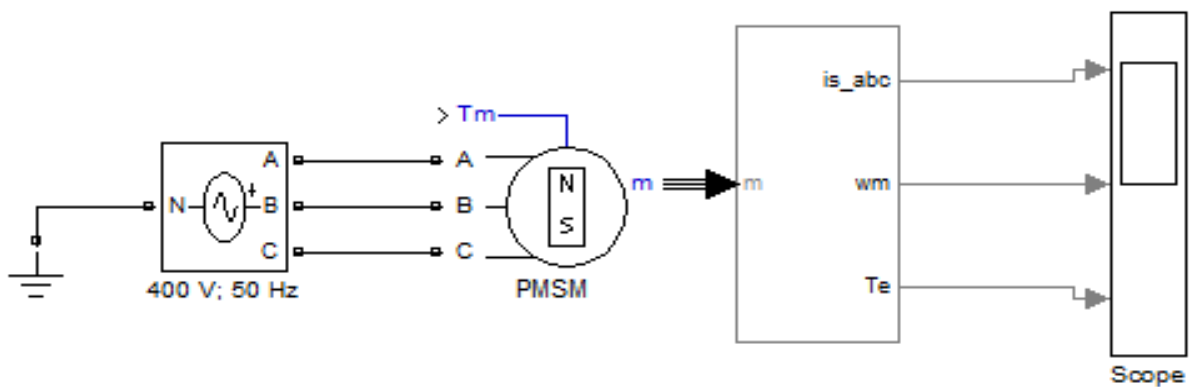 is_abc
> Tm
A A
N B B
C C
400 V; 50 Hz
N
S
PMSM
m m
wm
Te
Scope